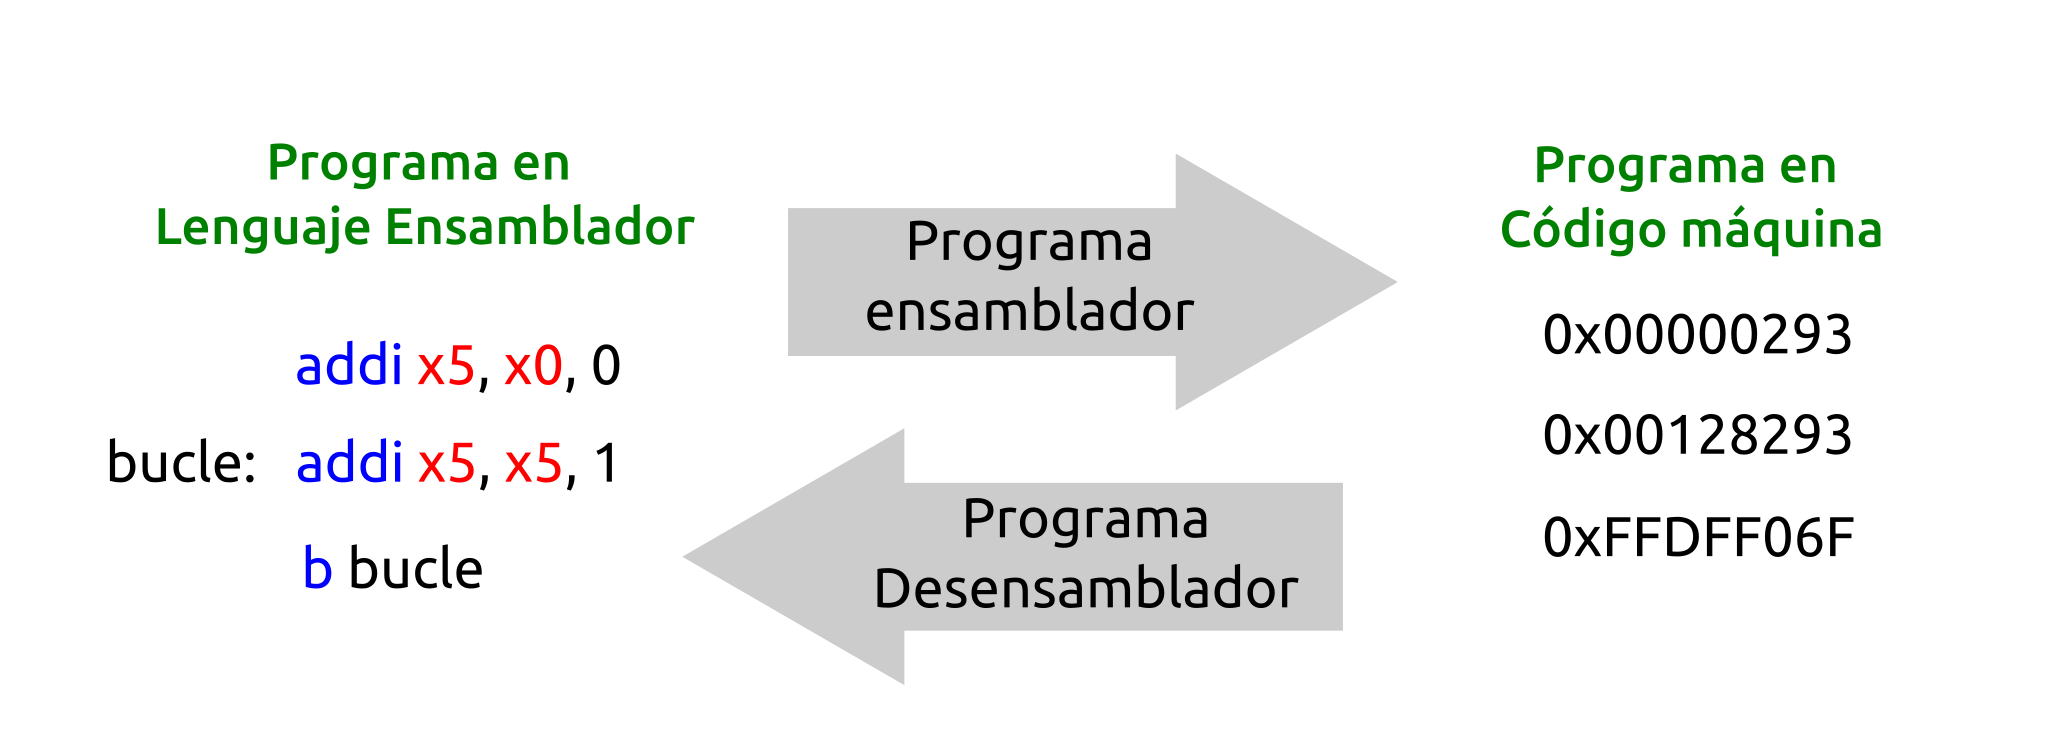 Programa en
Lenguaje Ensamblador
addi x5, x0, 0
bucle: addi x5, x5, 1
b bucle
Programa
ensamblador
Programa
Desensamblador
Programa en
Código máquina
0x00000293
0x00128293
0xFFDFF06F